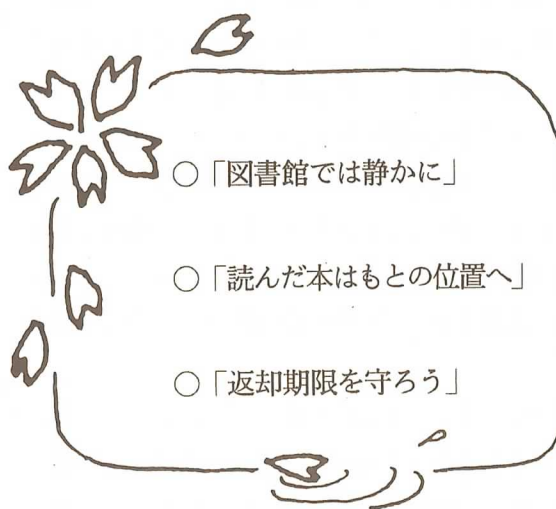 ○「図書館では静かに」
○「読んだ本はもとの位置へ」
○「返却期限を守ろう」